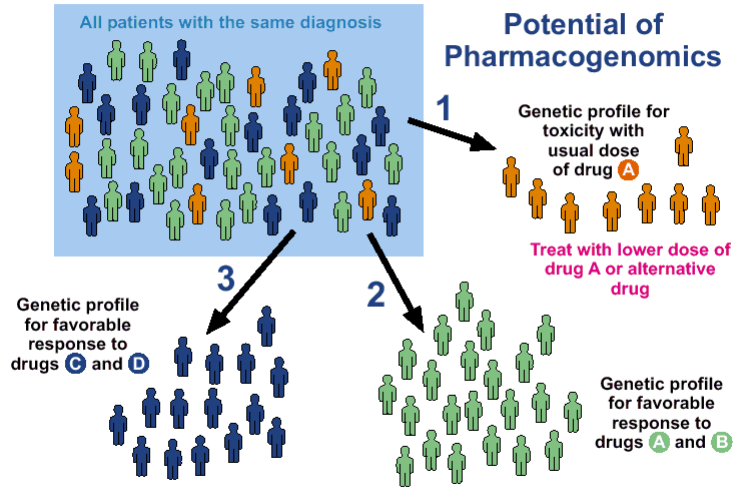 All patients with the same diagnosis
Potential of
Pharmacogenomics
1
Genetic profile for
toxicity with
usual dose
of drug A
Treat with lower dose of
drug A or alternative
drug
3
2
Genetic profile
for favorable
response to
drugs C and D
Genetic profile
for favorable
response to
drugs A and B